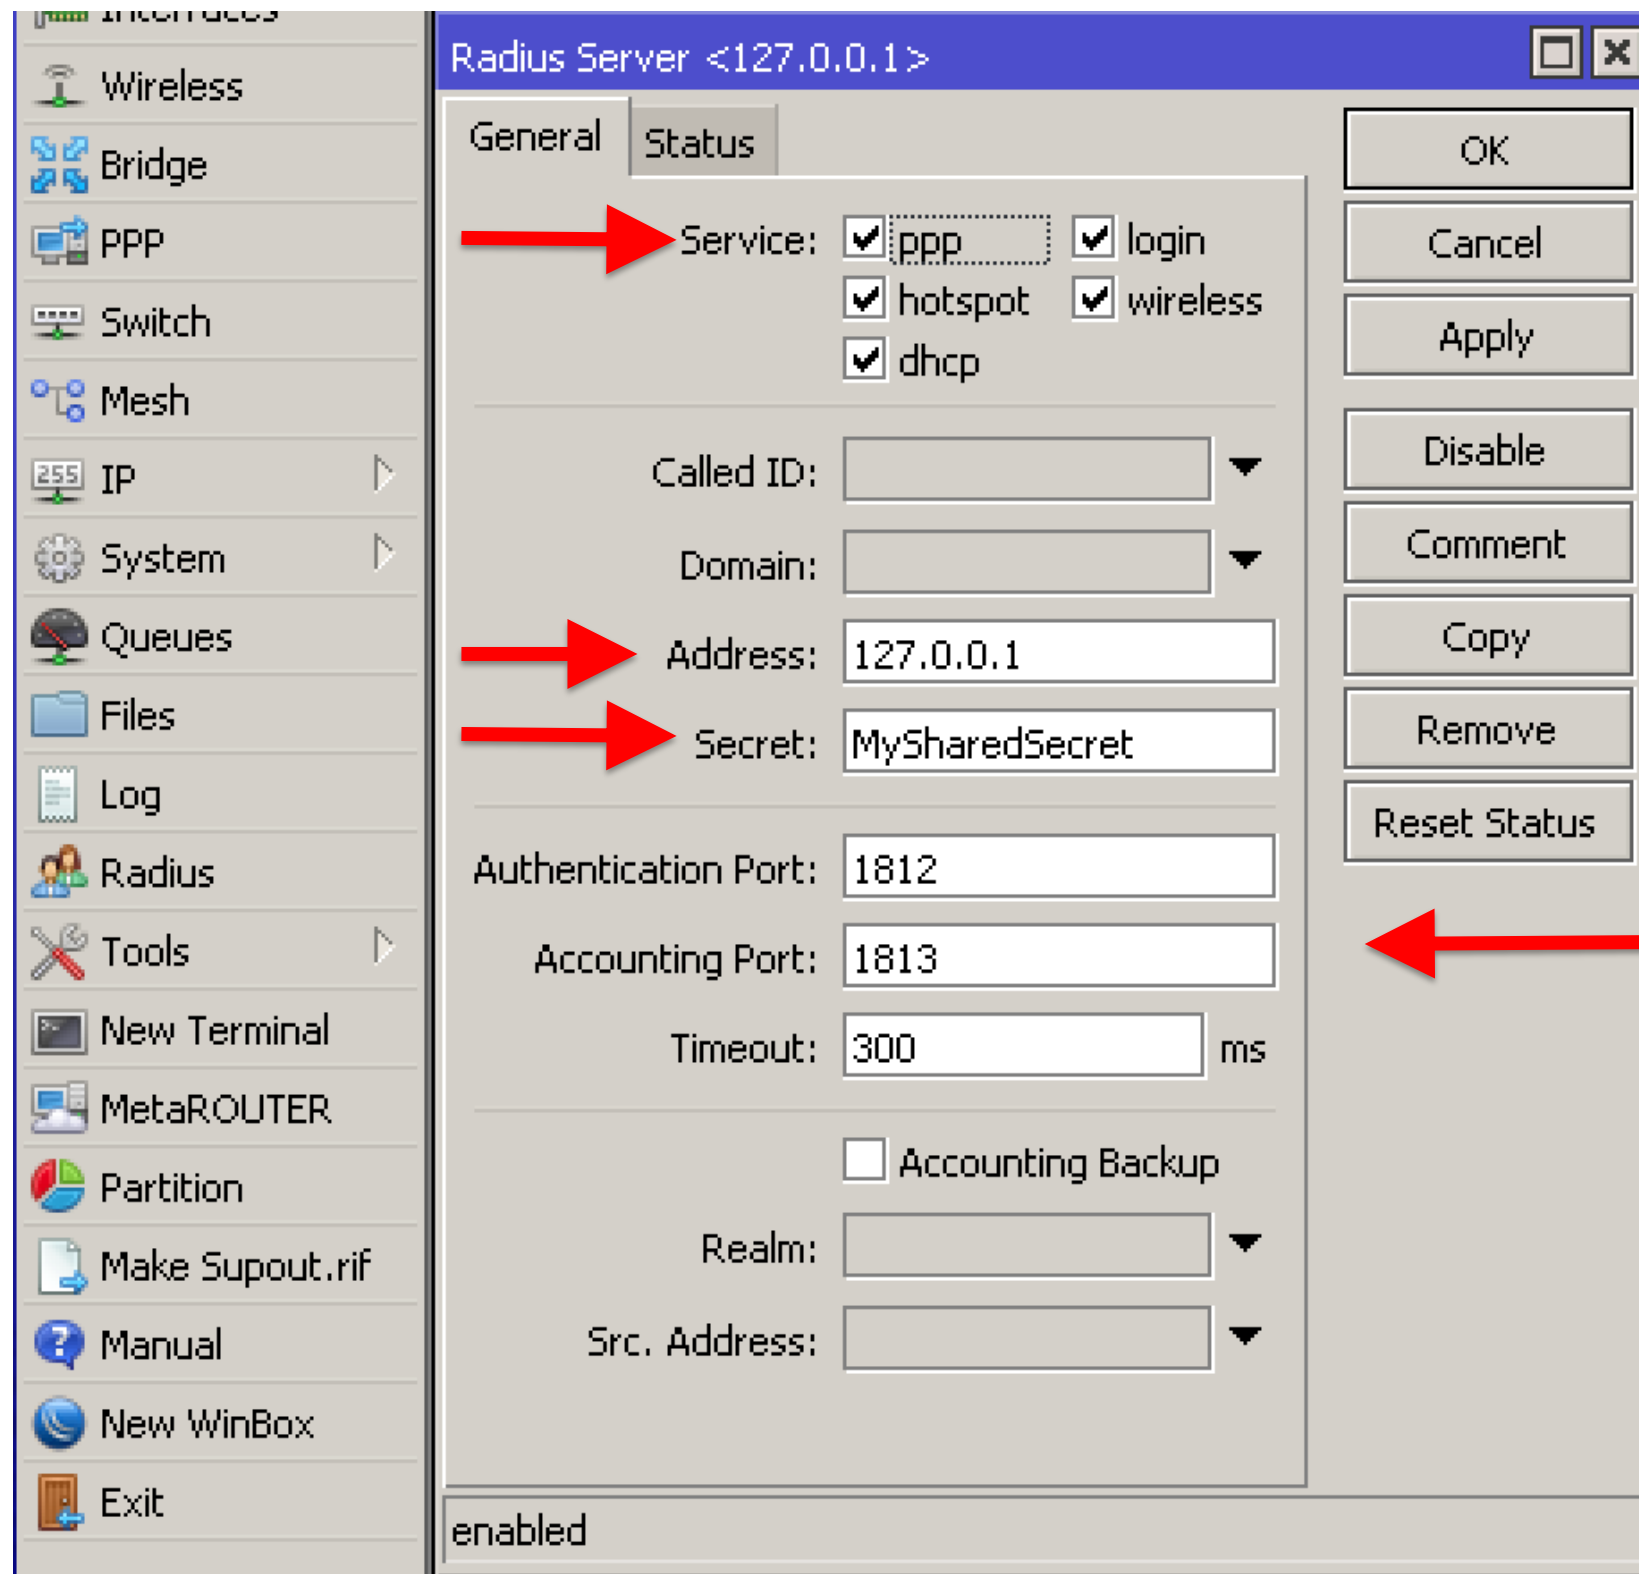 Interfaces
Wireless
Bridge
PPP
Switch
Mesh
255 IP
System
Queues
Files
Log
Radius
Tools
New Terminal
MetaROUTER
Partition
Make Supout.rif
Manual
New WinBox
Exit
Radius Server <127.0.0.1>
General Status
Service: ppp login
hotspot wireless
dhcp
Called ID:
Domain:
Address: 127.0.0.1
Secret: MySharedSecret
Authentication Port: 1812
Accounting Port: 1813
Timeout: 300 ms
Accounting Backup
Realm:
Src. Address:
enabled
OK
Cancel
Apply
Disable
Comment
Copy
Remove
Reset Status